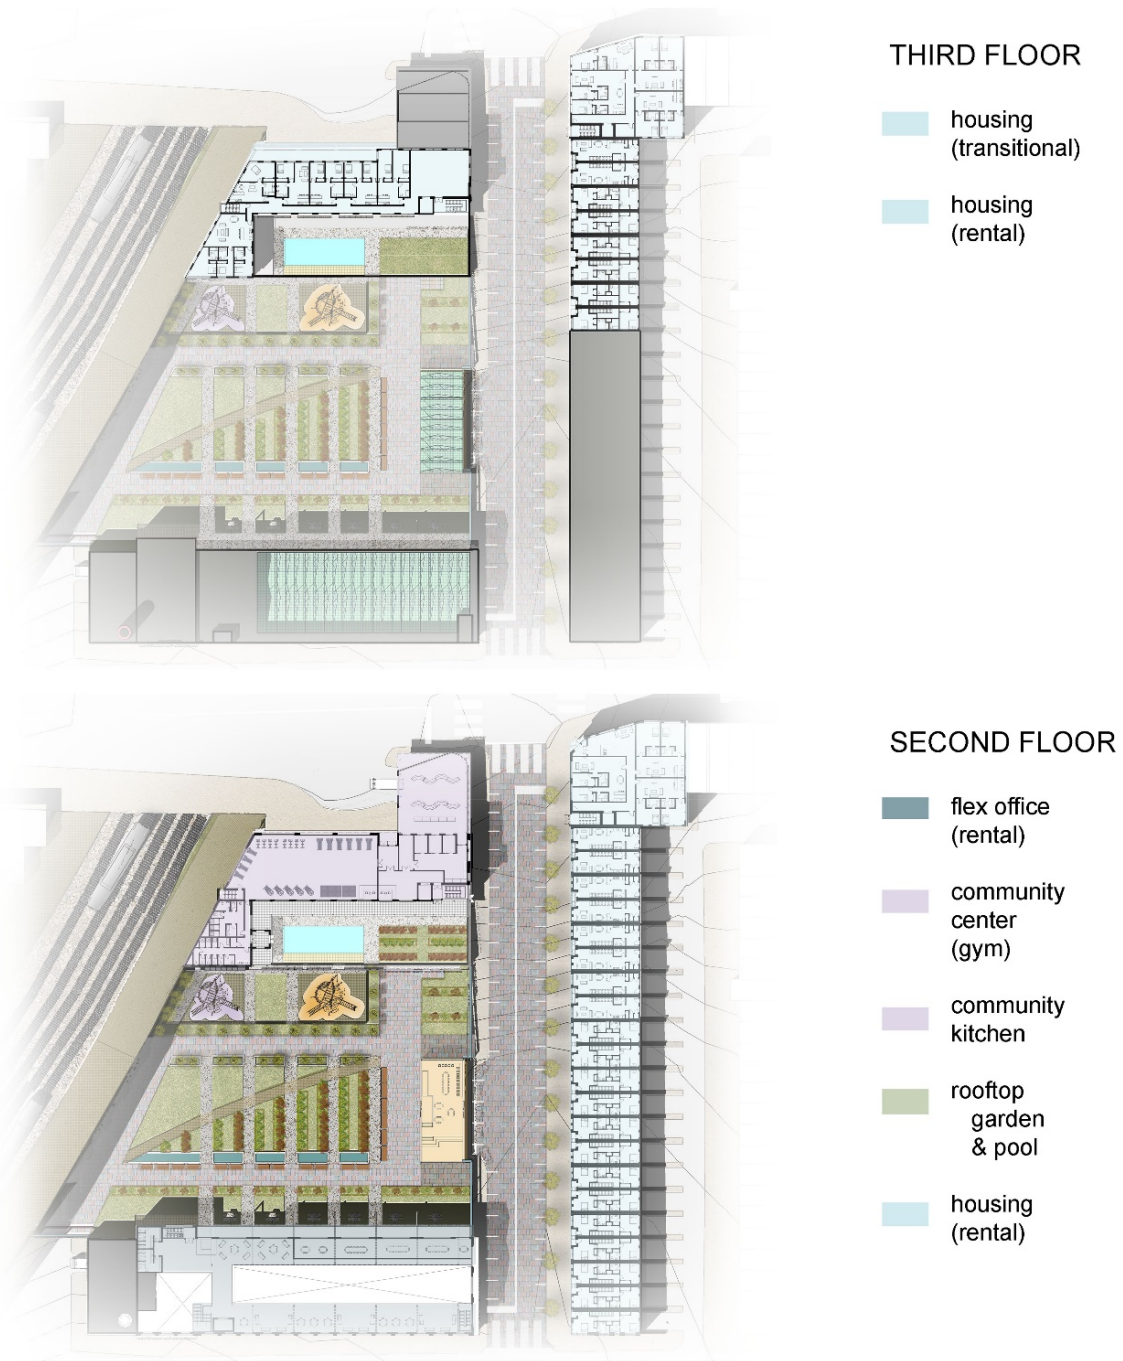 THIRD FLOOR
housing
(transitional)
housing
(rental)
SECOND FLOOR
flex office
(rental)
community
center
(gym)
community
kitchen
rooftop
garden
& pool
housing
(rental)